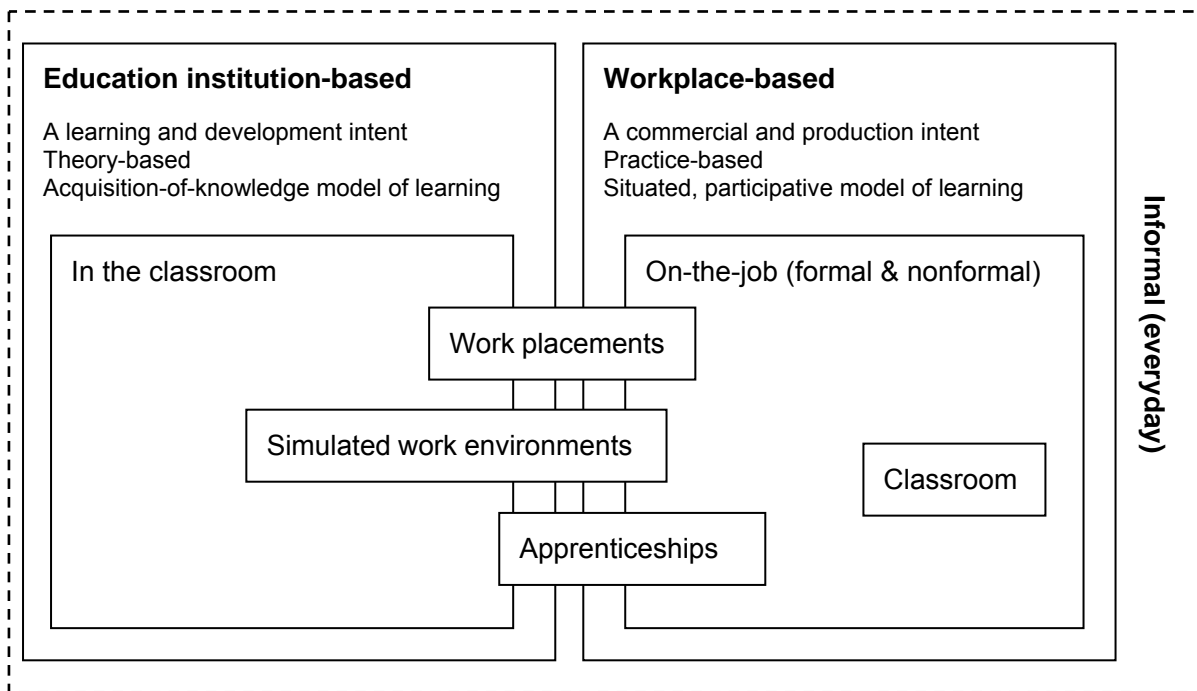 Education institution-based
A learning and development intent
Theory-based
Acquisition-of-knowledge model of learning
In the classroom
Workplace-based
A commercial and production intent
Practice-based
Situated, participative model of learning
On-the-job (formal & nonformal)
Work placements
Simulated work environments
Classroom
Apprenticeships
Informal (everyday)